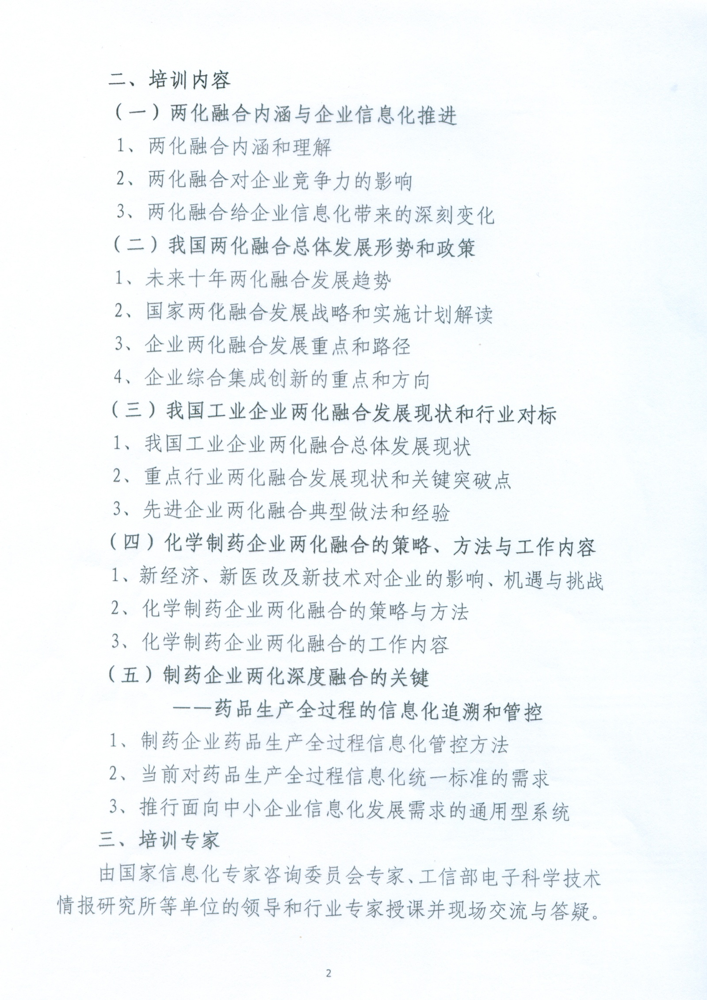 二、培训内容
（一）两化融合内涵与企业信息化推进
1、两化融合内涵和理解
2、两化融合对企业竞争力的影响
3、两化融合给企业信息化带来的深刻变化
（二）我国两化融合总体发展形势和政策
1、未来十年两化融合发展趋势
2、国家两化融合发展战略和实施计划解读
3、企业两化融合发展重点和路径
4、企业综合集成创新的重点和方向
（三）我国工业企业两化融合发展现状和行业对标
1、我国工业企业两化融合总体发展现状
2、重点行业两化融合发展现状和关键突破点
3、先进企业两化融合典型做法和经验
（四）化学制药企业两化融合的策略、方法与工作内容
1、新经济、新医改及新技术对企业的影响、机遇与挑战
2、化学制药企业两化融合的策略与方法
3、化学制药企业两化融合的工作内容
（五）制药企业两化深度融合的关键
——药品生产全过程的信息化追溯和管控
1、制药企业药品生产全过程信息化管控方法
2、当前对药品生产全过程信息化统一标准的需求
3、推行面向中小企业信息化发展需求的通用型系统
三、培训专家
由国家信息化专家咨询委员会专家、工信部电子科学技术
情报研究所等单位的领导和行业专家授课并现场交流与答疑。
2